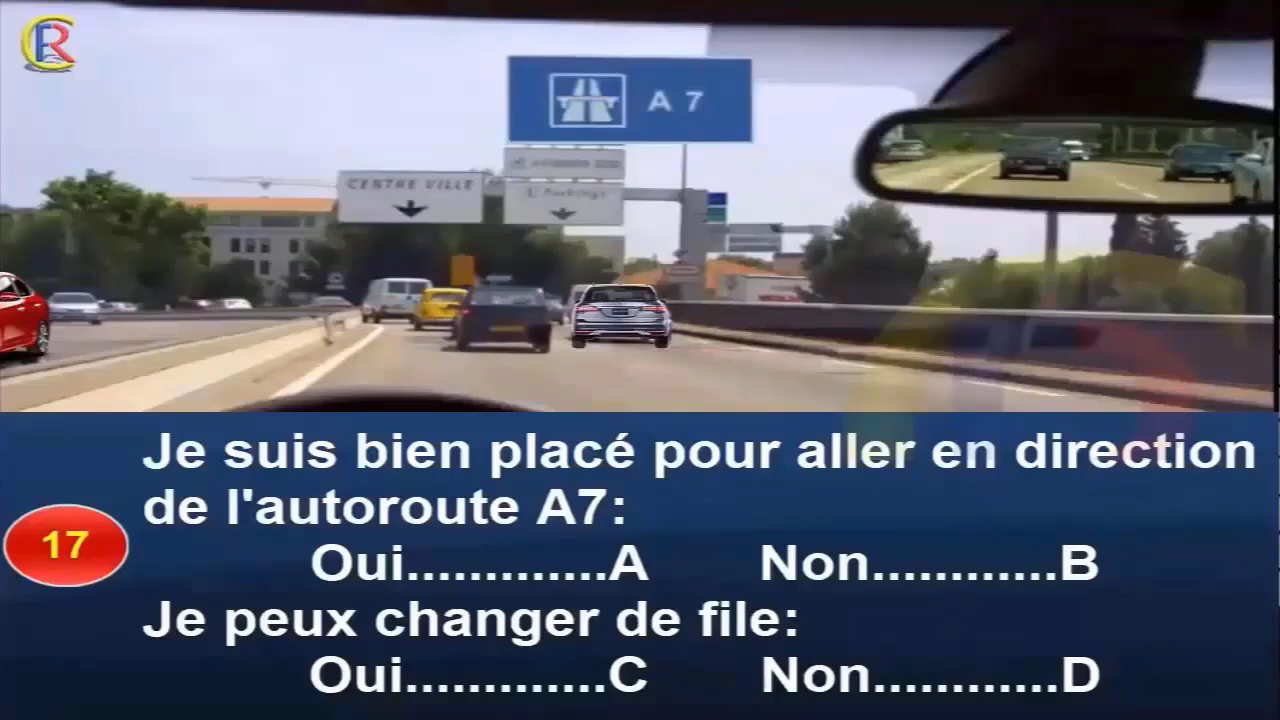 A 7
CENTRE VILLE
Parkings
Je suis bien placé pour aller en direction
de l'autoroute A7:
17
Oui.............A Non............B
Je peux changer de file:
Oui.............C Non............D